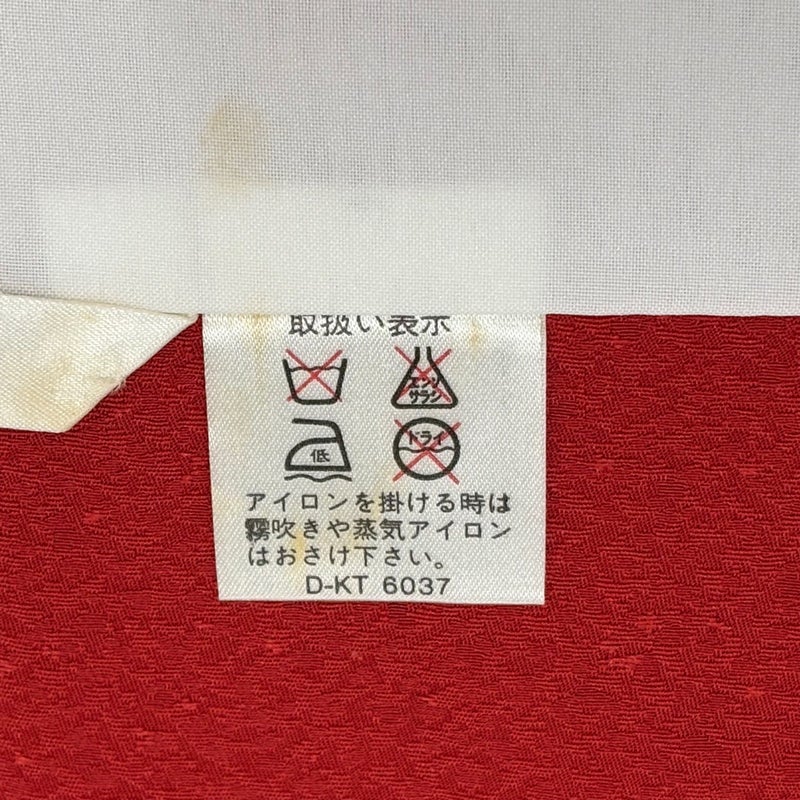 取扱い表示
エンソ
サラシ
低
ドライ
アイロンを掛ける時は
霧吹きや蒸気アイロン
はおさけ下さい。
D-KT 6037